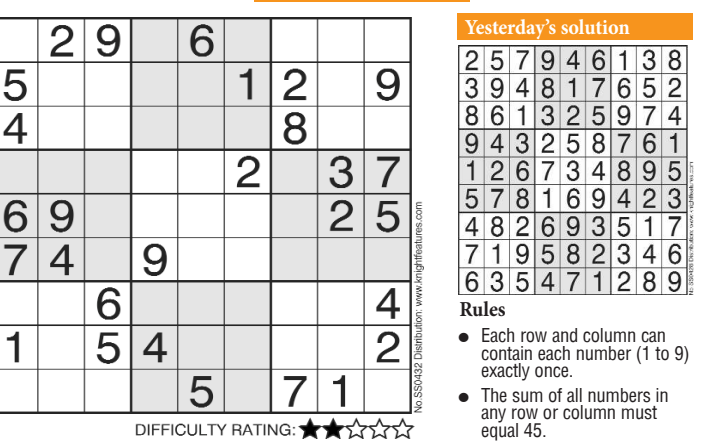 2 9 6
5 1 2 9
4 8
2 3 7
6 9 2 5
7 4 9
6 4
1 5 4 2
5 7 1
No.SS0432 Distribution: www.knightfeatures.com
DIFFICULTY RATING: ★★☆☆☆
Yesterday's solution
2 5 7 9 4 6 1 3 8
3 9 4 8 1 7 6 5 2
8 6 1 3 2 5 9 7 4
9 4 3 2 5 8 7 6 1
1 2 6 7 3 4 8 9 5
5 7 8 1 6 9 4 2 3
4 8 2 6 9 3 5 1 7
7 1 9 5 8 2 3 4 6
6 3 5 4 7 1 2 8 9
Rules
● Each row and column can
contain each number (1 to 9)
exactly once.
● The sum of all numbers in
any row or column must
equal 45.